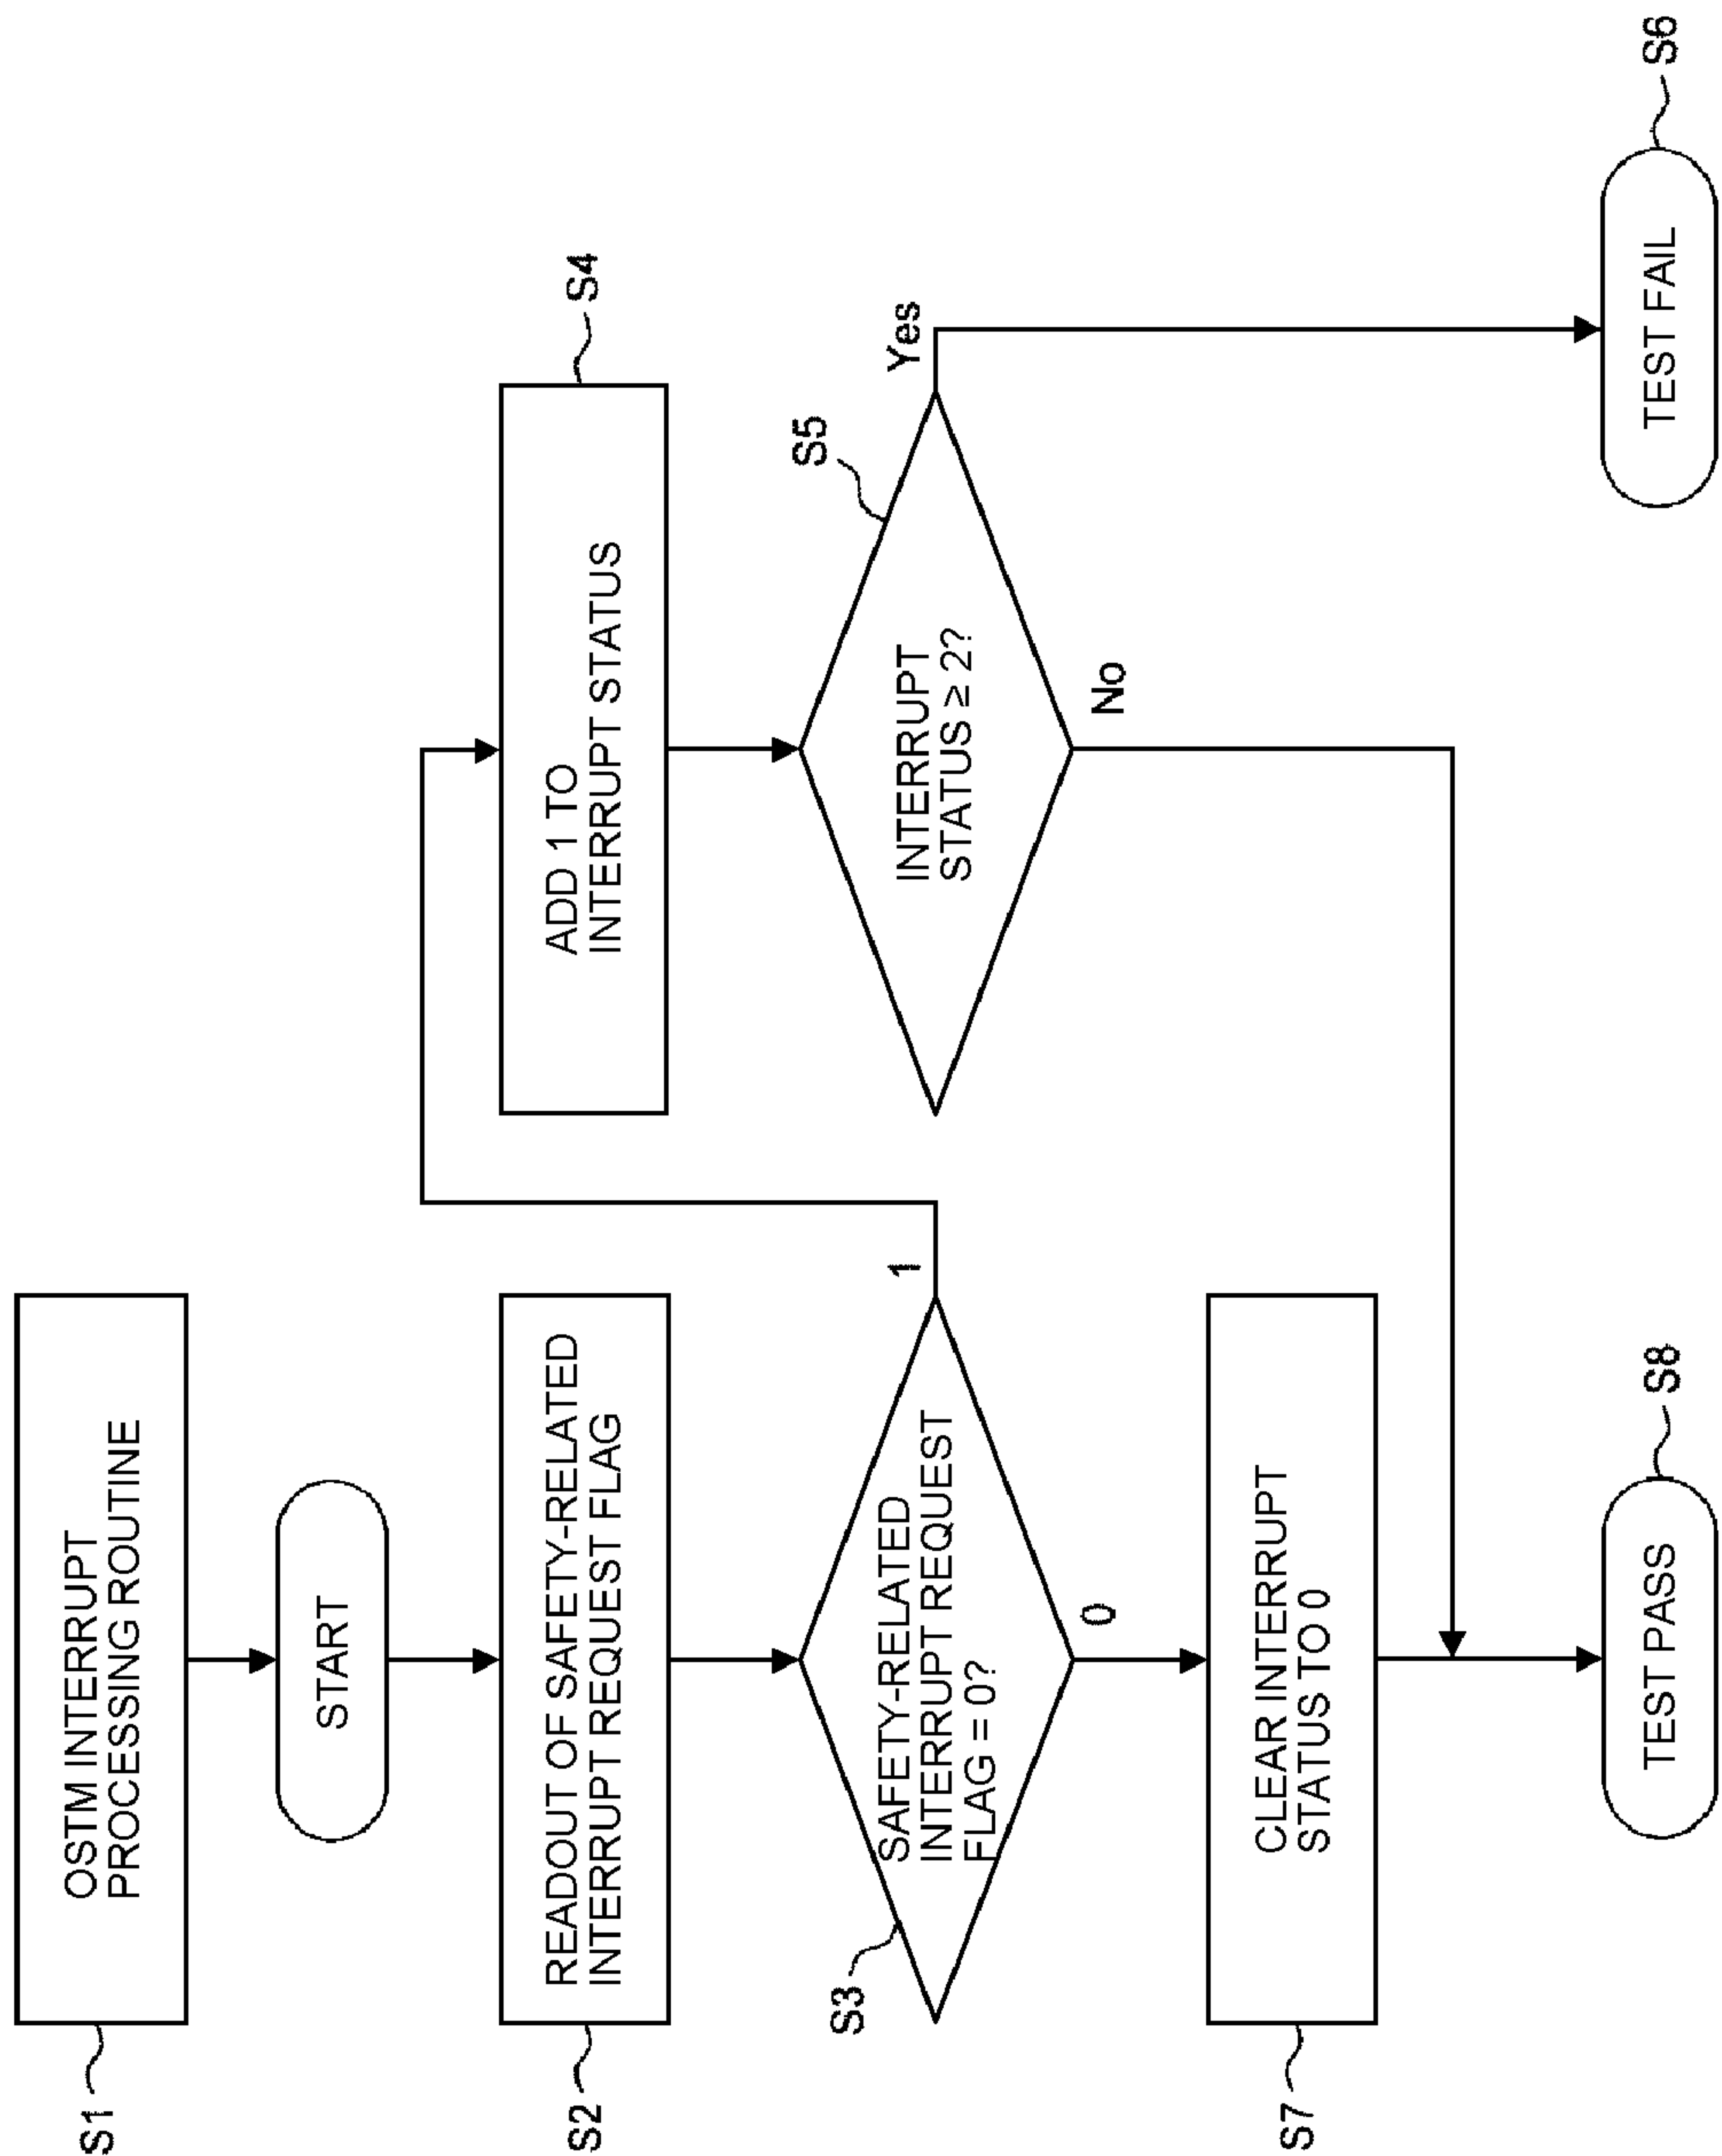 S1
OSTM INTERRUPT
PROCESSING ROUTINE
START
S2
READOUT OF SAFETY-RELATED
INTERRUPT REQUEST FLAG
S3
SAFETY-RELATED
INTERRUPT REQUEST
FLAG = 0?
1
0
S4
ADD 1 TO
INTERRUPT STATUS
S5
INTERRUPT
STATUS ≥ 2?
Yes
No
S7
CLEAR INTERRUPT
STATUS TO 0
TEST PASS
S8
TEST FAIL
S6